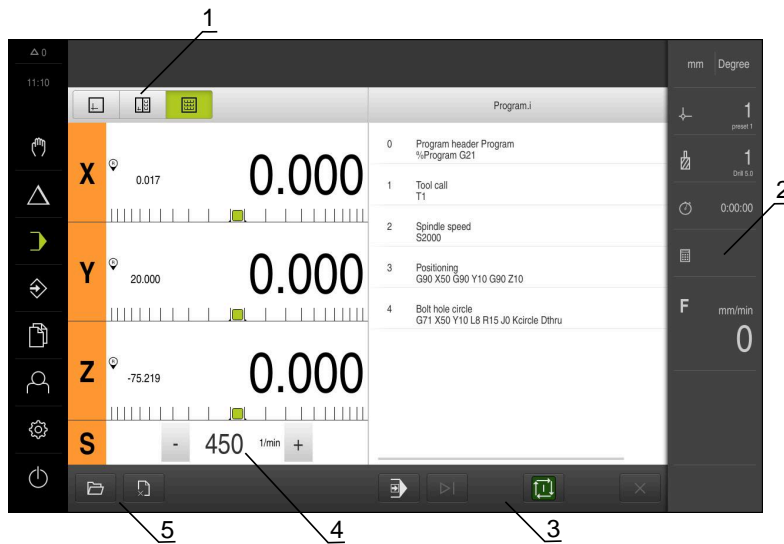 1
0
11:10
mm Degree
Program.i
1
preset 1
1
Drill 5.0
0:00:00
2
F mm/min
0
X R 0.017 0.000
Y R 20.000 0.000
Z R -75.219 0.000
S - 450 1/min +
0 Program header Program
%Program G21
1 Tool call
T1
2 Spindle speed
S2000
3 Positioning
G90 X50 G90 Y10 G90 Z10
4 Bolt hole circle
G71 X50 Y10 L8 R15 J0 Kcircle Dthru
5
4
3